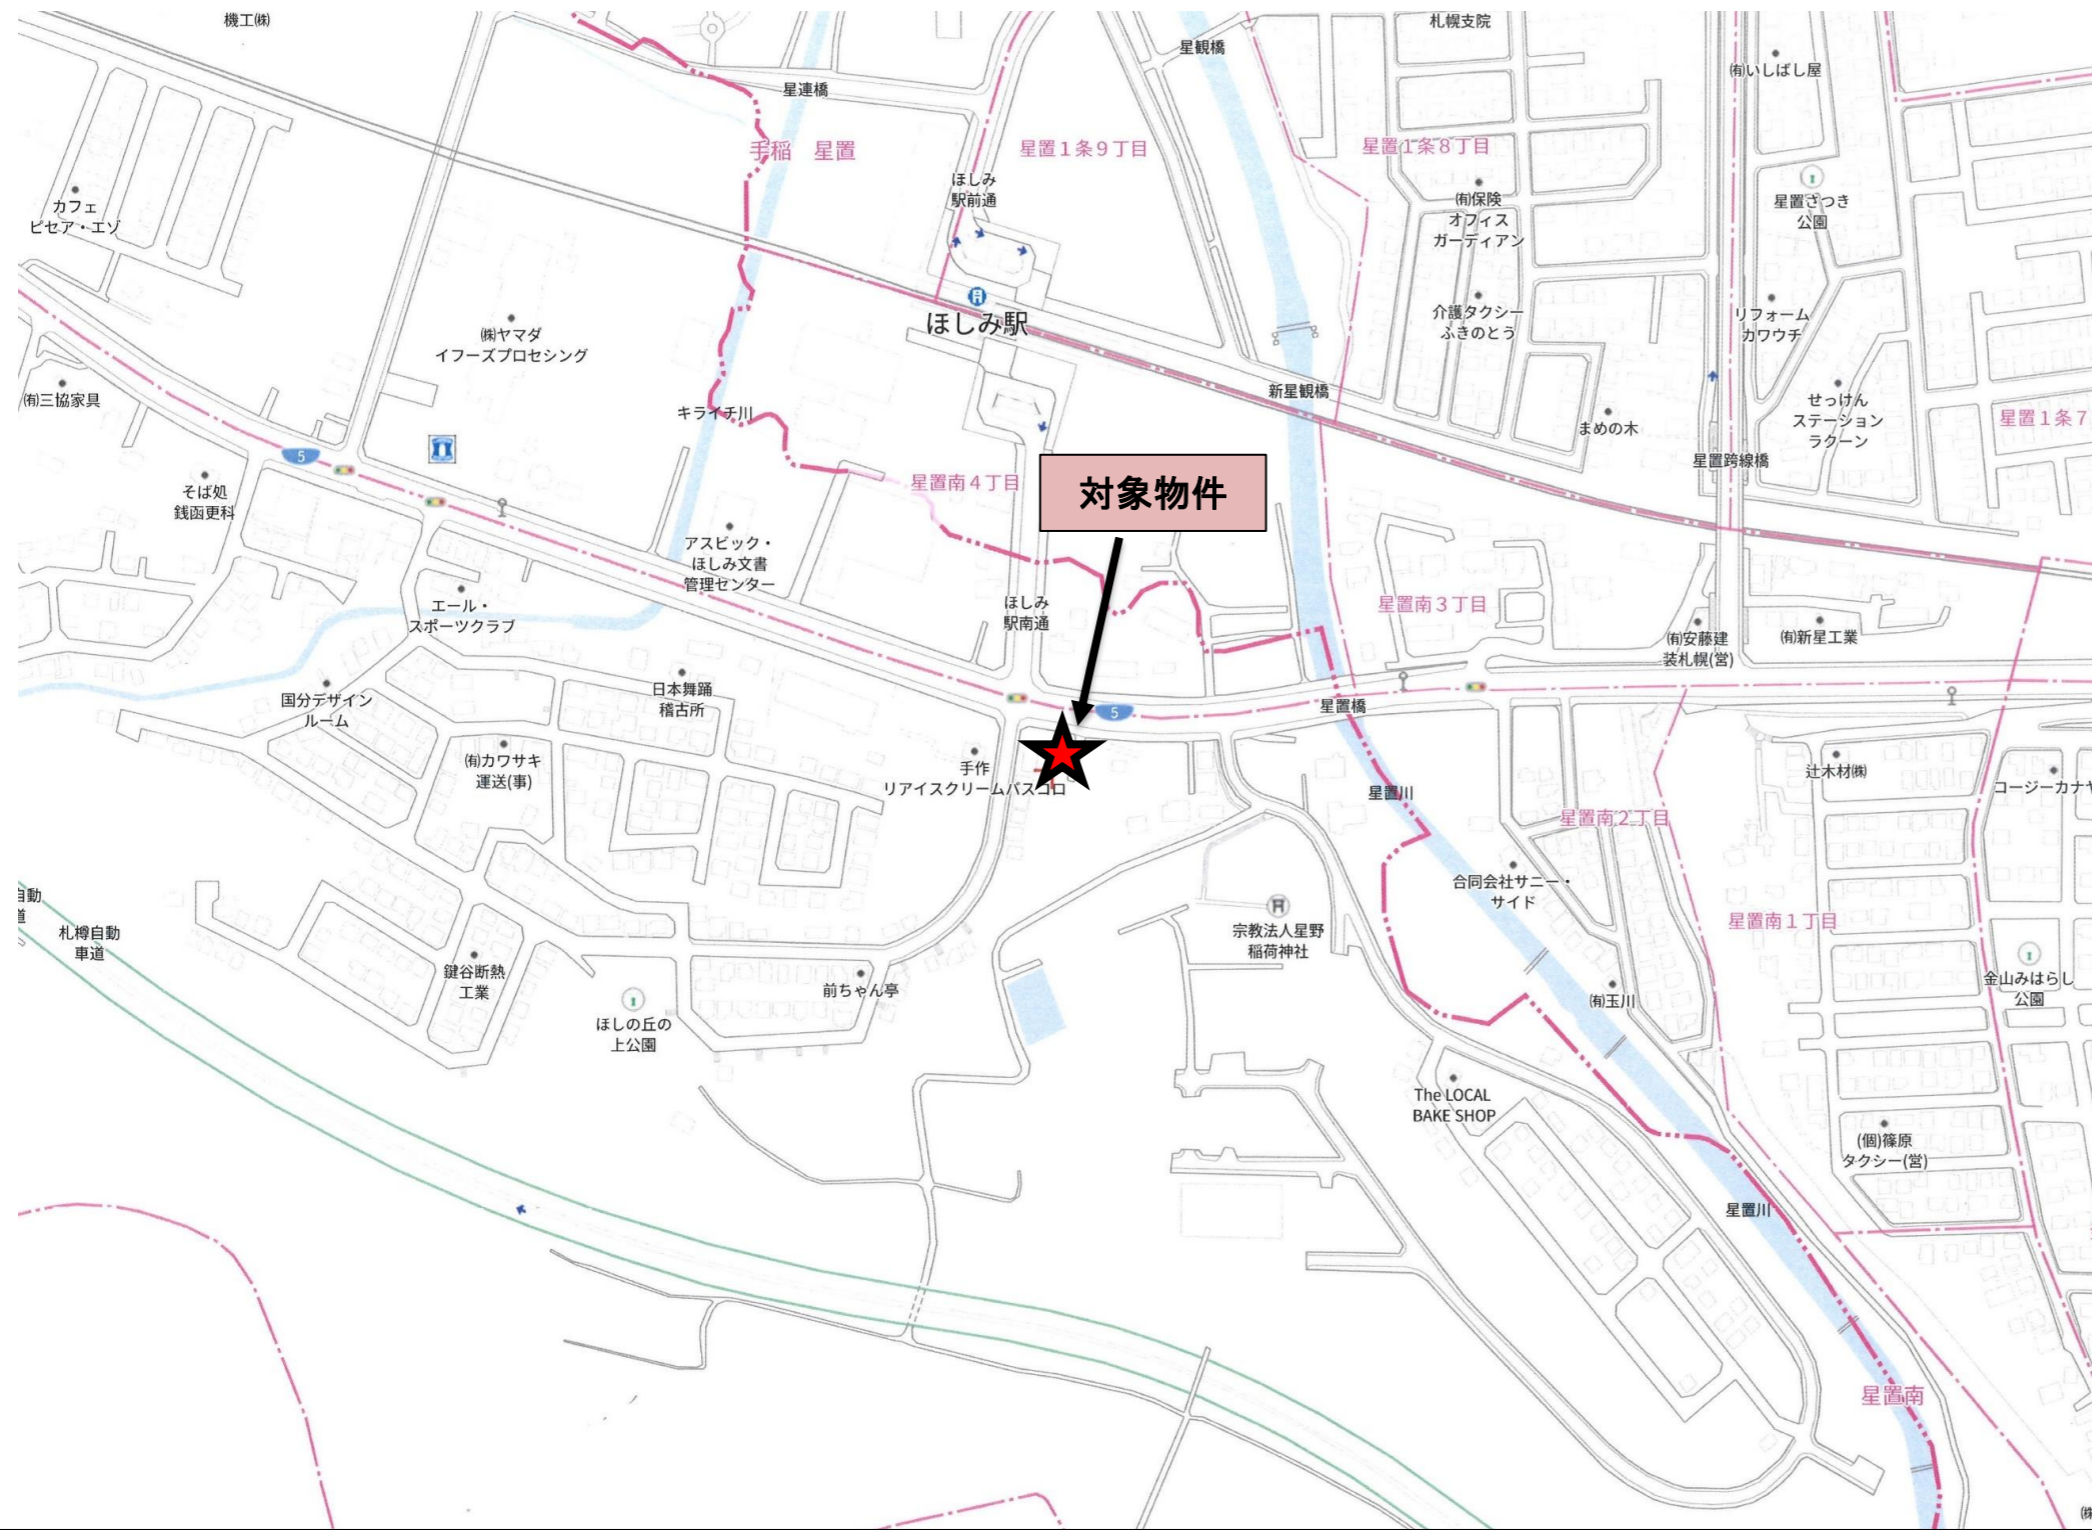 機工㈱
札幌支院
星観橋
㈲いしばし屋
星連橋
手稲 星置
星置1条9丁目
星置1条8丁目
ほしみ
駅前通
カフェ
ピセア・エゾ
㈲保険
オフィス
ガーディアン
星置さつき
公園
ほしみ駅
㈱ヤマダ
イフーズプロセシング
介護タクシー
ふきのとう
リフォーム
カワウチ
㈲三協家具
キライチ川
新星観橋
まめの木
せっけん
ステーション
ラクーン
星置1条7
5
星置跨線橋
そば処
銭函更科
星置南4丁目
対象物件
アスビック・
ほしみ文書
管理センター
エール・
スポーツクラブ
ほしみ
駅南通
星置南3丁目
㈲安藤建
装札幌(営)
㈲新星工業
国分デザイン
ルーム
日本舞踊
稽古所
5
星置橋
㈲カワサキ
運送(事)
手作
リアイスクリームパスコロ
星置川
辻木材㈱
コージーカナヤ
星置南2丁目
合同会社サニー・
サイド
自動
道
札樽自動
車道
宗教法人星野
稲荷神社
星置南1丁目
鍵谷断熱
工業
前ちゃん亭
㈲玉川
金山みはらし
公園
ほしの丘の
上公園
The LOCAL
BAKE SHOP
(個)篠原
タクシー(営)
星置川
星置南
㈱